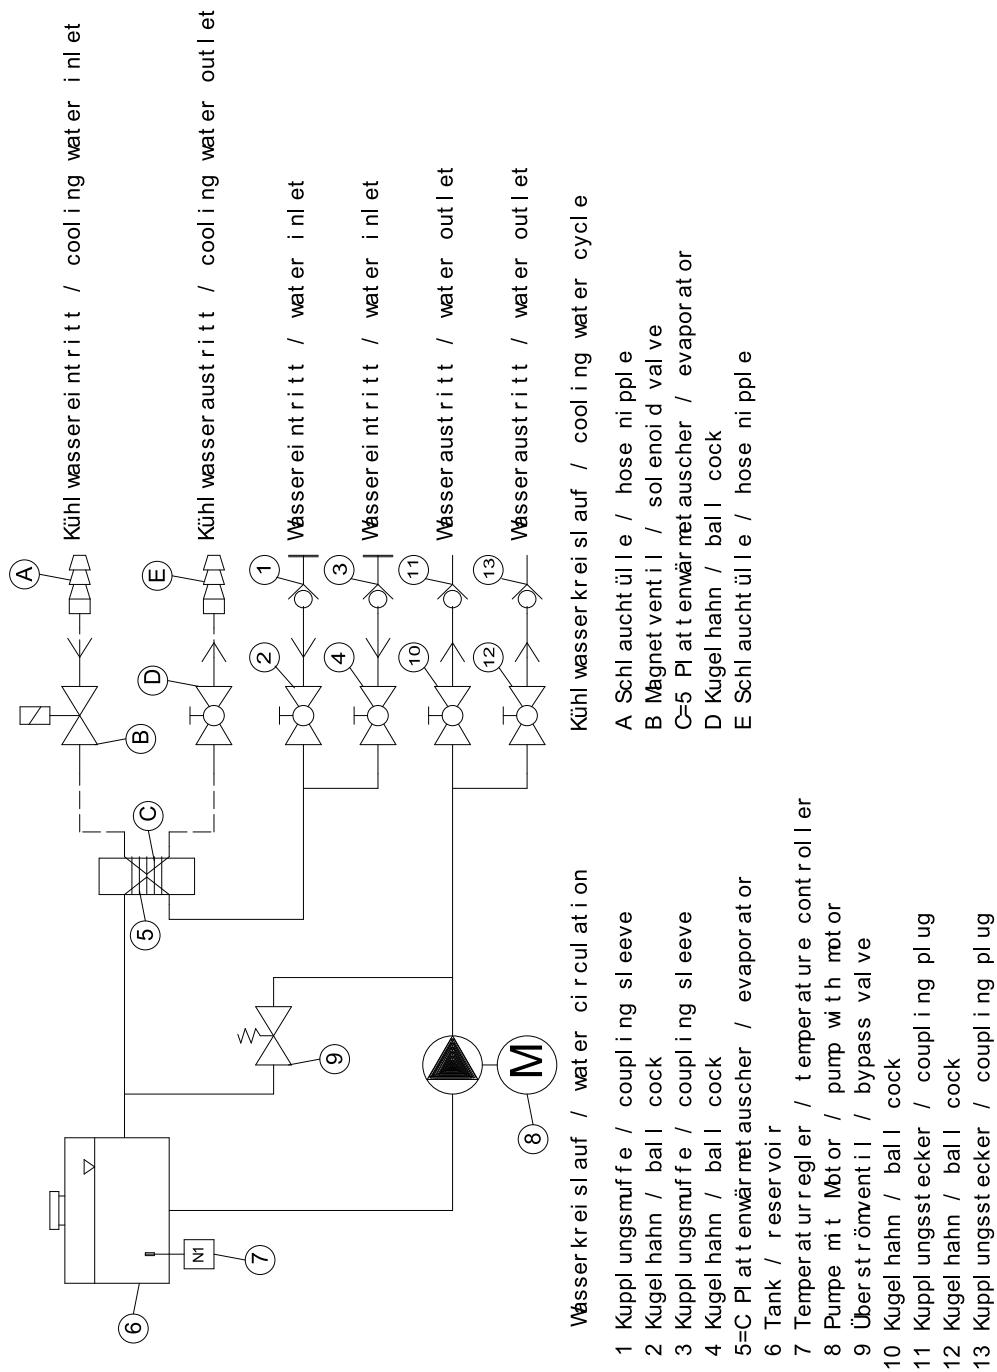 Kühlwassereintritt / cooling water inlet
Kühlwasseraustritt / cooling water outlet
Wassereintritt / water inlet
Wassereintritt / water inlet
Wasseraustritt / water outlet
Wasseraustritt / water outlet
A
E
1
3
11
13
D
2
4
10
12
B
C
5
9
M
8
N1
7
6
Wasserkreislauf / water circulation
1 Kupplungsmuffe / coupling sleeve
2 Kugelhahn / ball cock
3 Kupplungsmuffe / coupling sleeve
4 Kugelhahn / ball cock
5=C Plattenwärmetauscher / evaporator
6 Tank / reservoir
7 Temperaturregler / temperature controller
8 Pumpe mit Motor / pump with motor
9 Überströmventil / bypass valve
10 Kugelhahn / ball cock
11 Kupplungsstecker / coupling plug
12 Kugelhahn / ball cock
13 Kupplungsstecker / coupling plug
Kühlwasserkreislauf / cooling water cycle
A Schlauchtülle / hose nipple
B Magnetventil / solenoid valve
C=5 Plattenwärmetauscher / evaporator
D Kugelhahn / ball cock
E Schlauchtülle / hose nipple